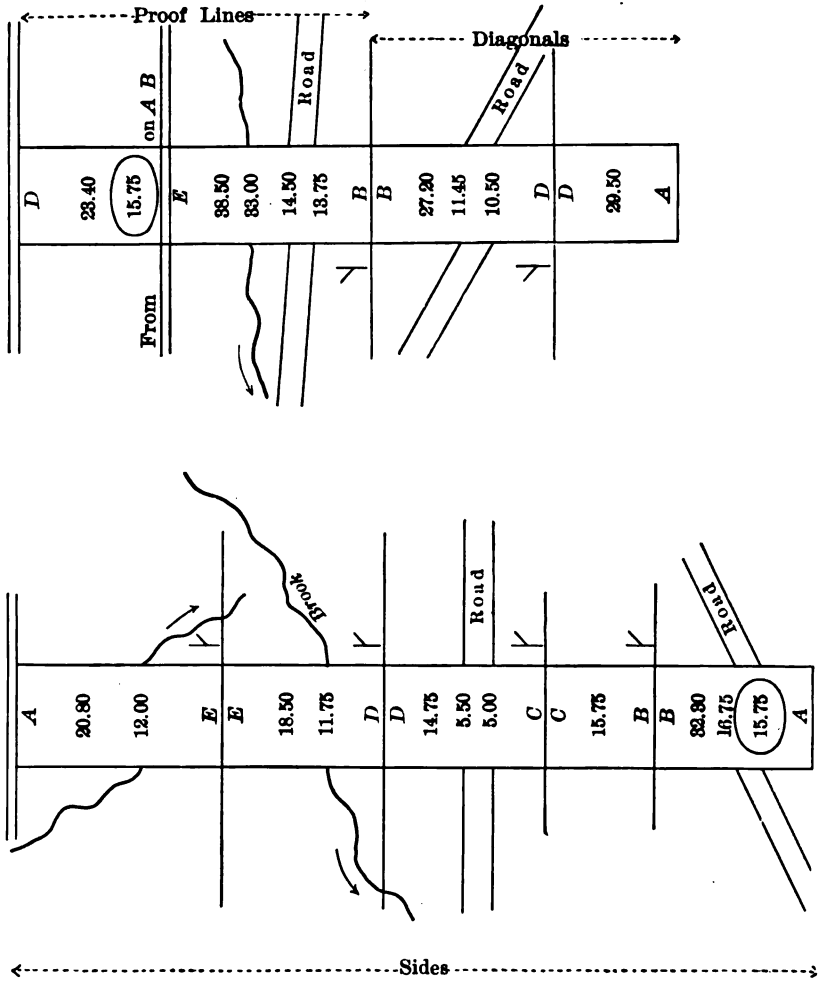 Proof Lines
Diagonals
D
23.40
15.75
From
on A B
E
38.50
33.00
14.50
13.75
Road
B
B
27.20
11.45
10.50
Road
D
D
29.50
A
A
20.80
12.00
E
E
18.50
11.75
Brook
D
D
14.75
5.50
5.00
Road
C
C
15.75
B
B
32.30
16.75
15.75
Road
A
Sides